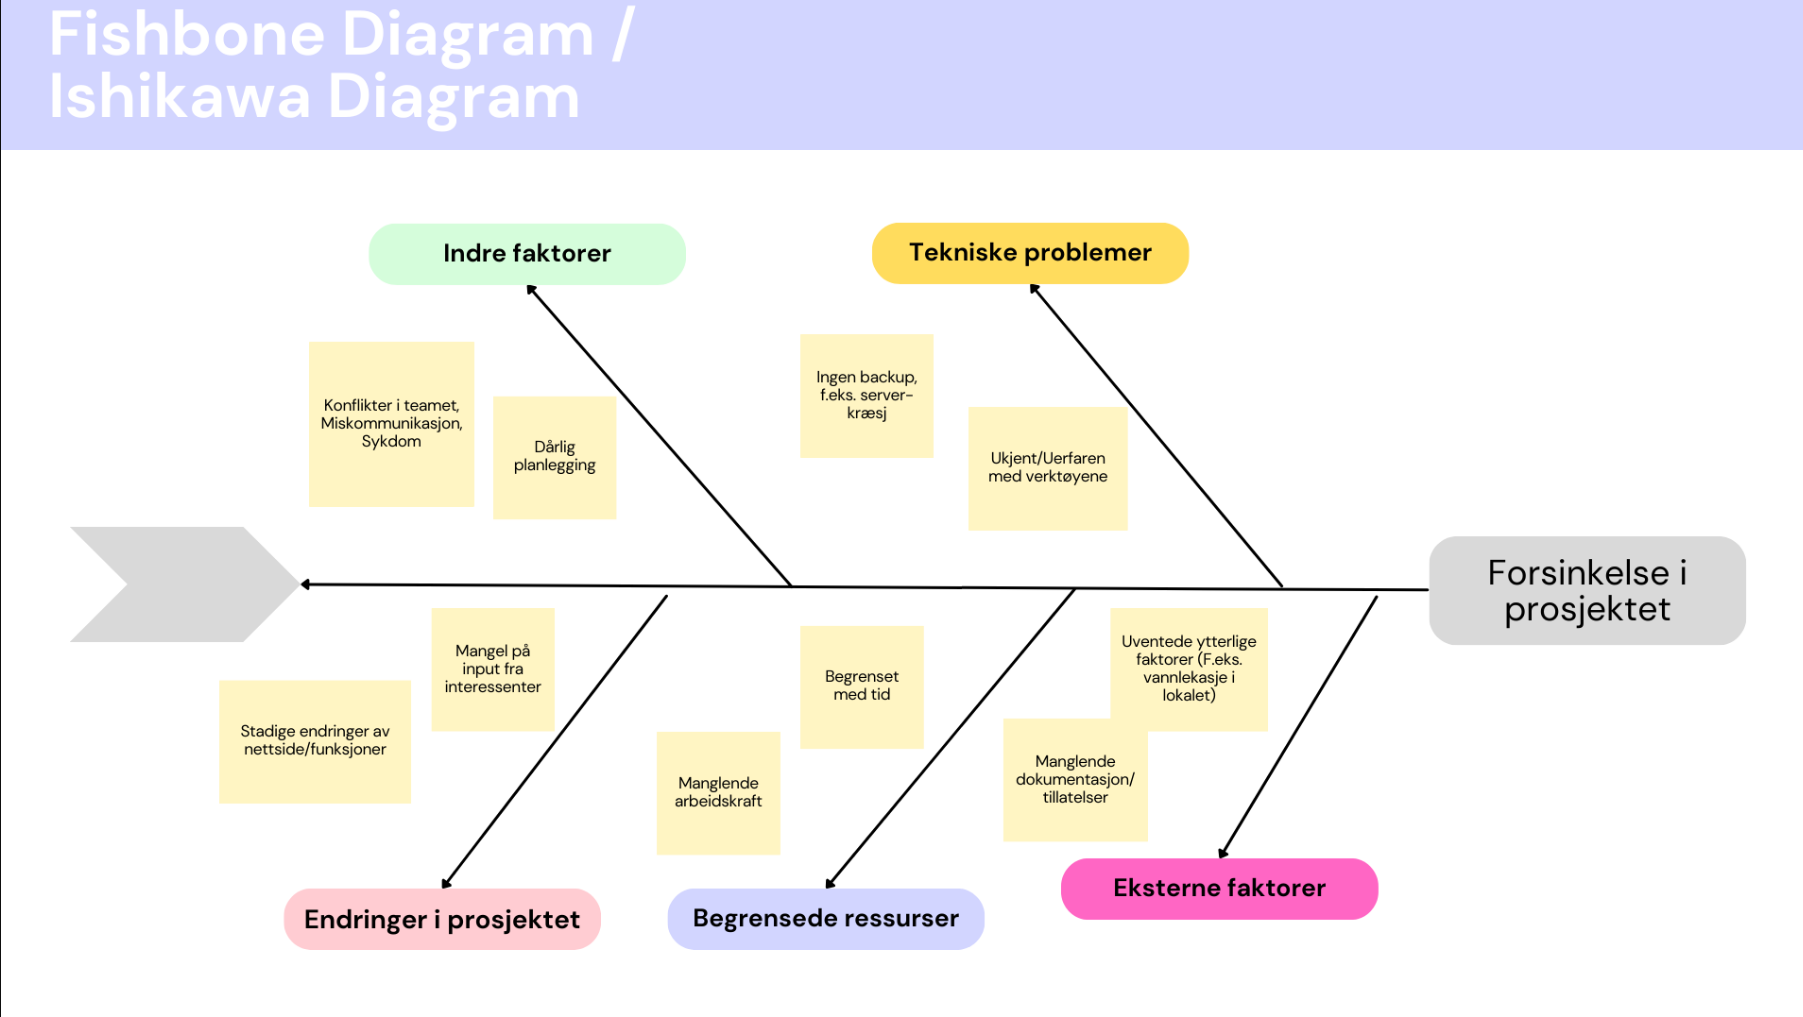 Fishbone Diagram /
Ishikawa Diagram
Indre faktorer
Tekniske problemer
Konflikter i teamet,
Miskommunikasjon,
Sykdom
Dårlig
planlegging
Ingen backup,
f.eks. server-
kræsj
Ukjent/Uerfaren
med verktøyene
Forsinkelse i
prosjektet
Mangel på
input fra
interessenter
Stadige endringer av
nettside/funksjoner
Begrenset
med tid
Manglende
arbeidskraft
Uventede ytterlige
faktorer (F.eks.
vannlekasje i
lokalet)
Manglende
dokumentasjon/
tillatelser
Endringer i prosjektet
Begrensede ressurser
Eksterne faktorer